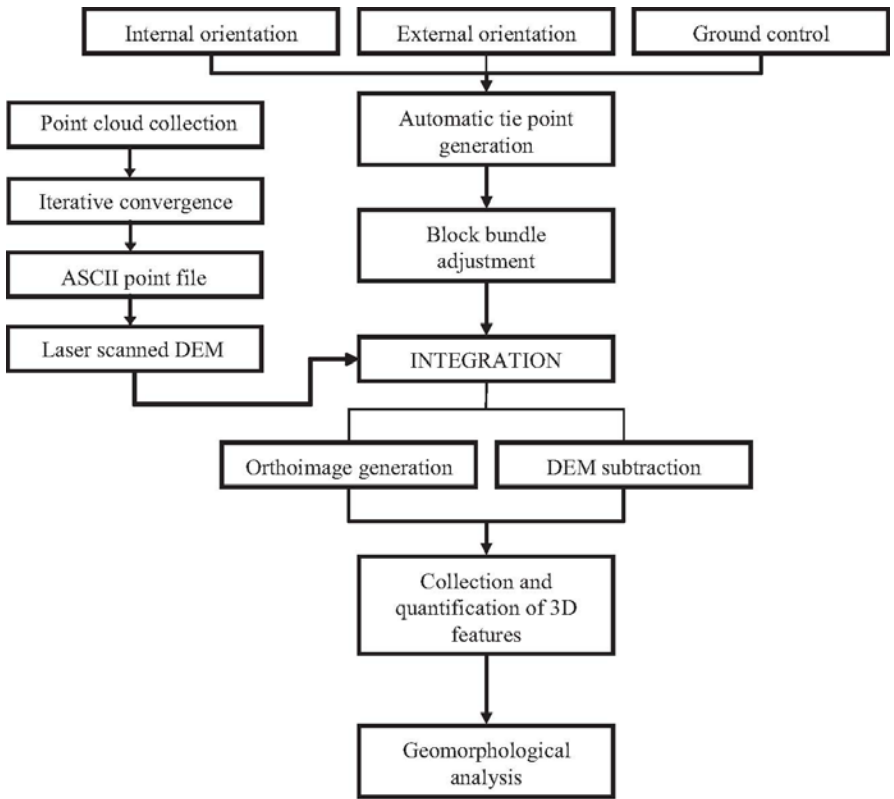 Internal orientation
External orientation
Ground control
Point cloud collection
Automatic tie point
generation
Iterative convergence
Block bundle
adjustment
ASCII point file
Laser scanned DEM
INTEGRATION
Orthoimage generation
DEM subtraction
Collection and
quantification of 3D
features
Geomorphological
analysis